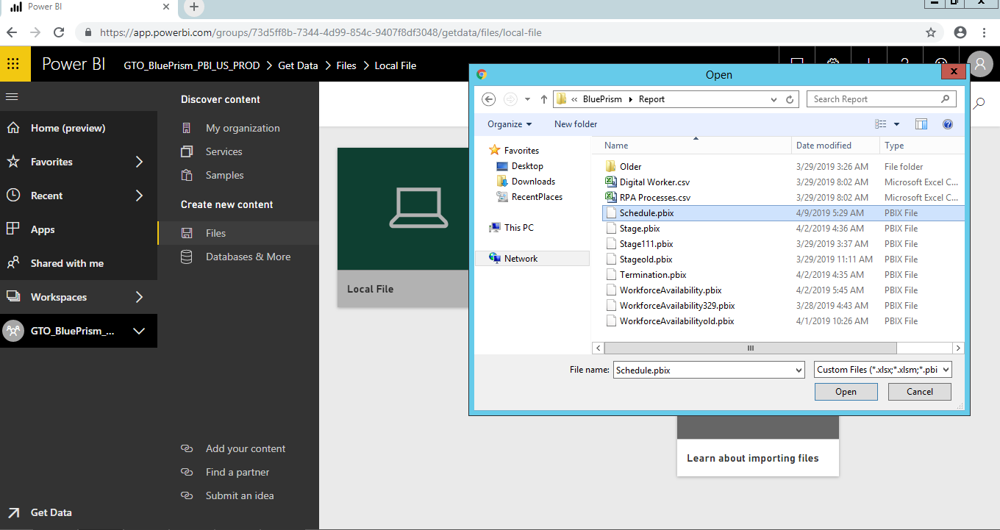 Power BI
https://app.powerbi.com/groups/73d5ff8b-7344-4d99-854c-9407f8df3048/getdata/files/local-file
Power BI GTO_BluePrism_PBI_US_PROD > Get Data > Files > Local File
Home (preview)
Favorites
Recent
Apps
Shared with me
Workspaces
GTO_BluePrism_...
Get Data
Discover content
My organization
Services
Samples
Create new content
Files
Databases & More
Add your content
Find a partner
Submit an idea
Local File
Learn about importing files
Open
« BluePrism Report
Search Report
Organize New folder
Favorites
Desktop
Downloads
RecentPlaces
This PC
Network
Name Date modified Type
Older 3/29/2019 3:26 AM File folder
Digital Worker.csv 3/29/2019 8:02 AM Microsoft Excel C...
RPA Processes.csv 3/29/2019 8:02 AM Microsoft Excel C...
Schedule.pbix 4/9/2019 5:29 AM PBIX File
Stage.pbix 4/2/2019 4:36 AM PBIX File
Stage111.pbix 3/29/2019 3:37 AM PBIX File
Stageold.pbix 3/29/2019 11:11 AM PBIX File
Termination.pbix 4/2/2019 4:35 AM PBIX File
WorkforceAvailability.pbix 4/2/2019 5:45 AM PBIX File
WorkforceAvailability329.pbix 3/28/2019 4:43 AM PBIX File
WorkforceAvailabilityold.pbix 4/1/2019 10:26 AM PBIX File
File name: Schedule.pbix Custom Files (*.xlsx;*.xlsm;*.pbi
Open Cancel